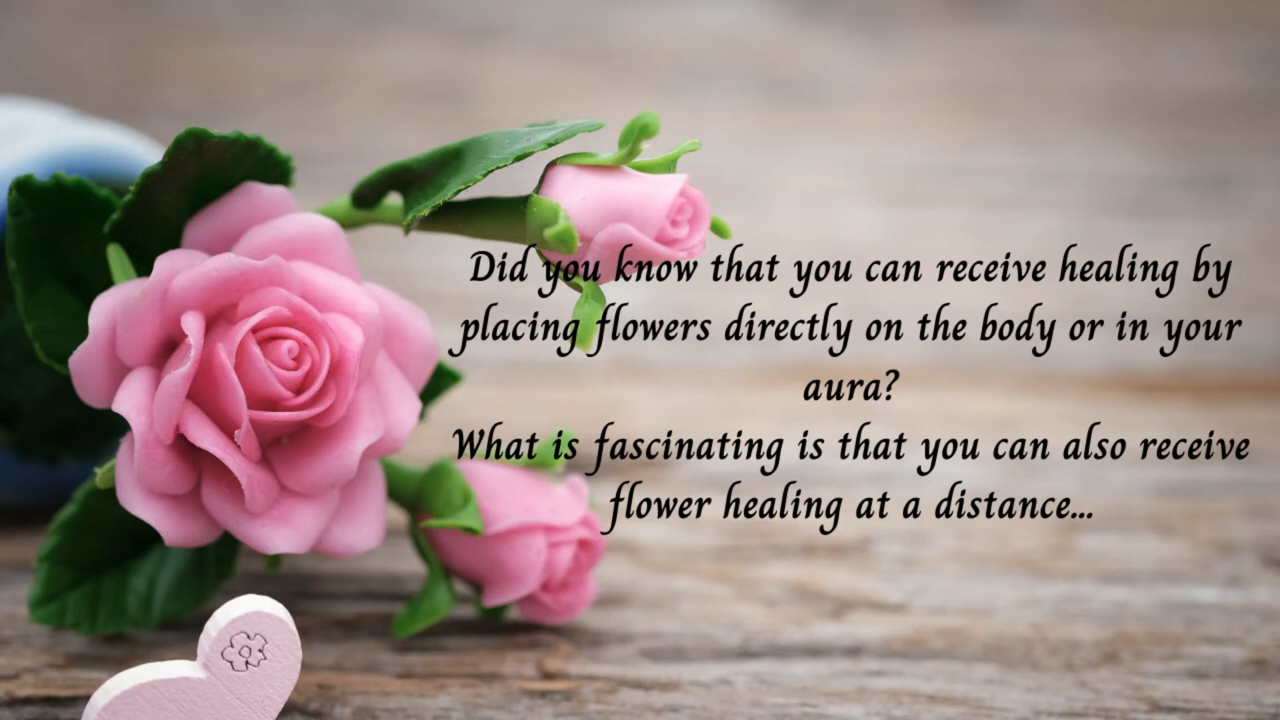 Did you know that you can receive healing by
placing flowers directly on the body or in your
aura?
What is fascinating is that you can also receive
flower healing at a distance...